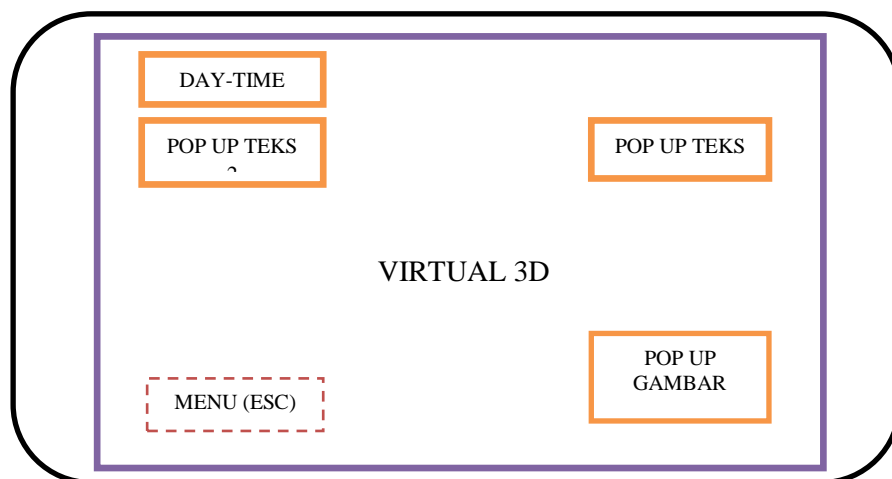 DAY-TIME
POP UP TEKS
POP UP TEKS
VIRTUAL 3D
POP UP
GAMBAR
MENU (ESC)